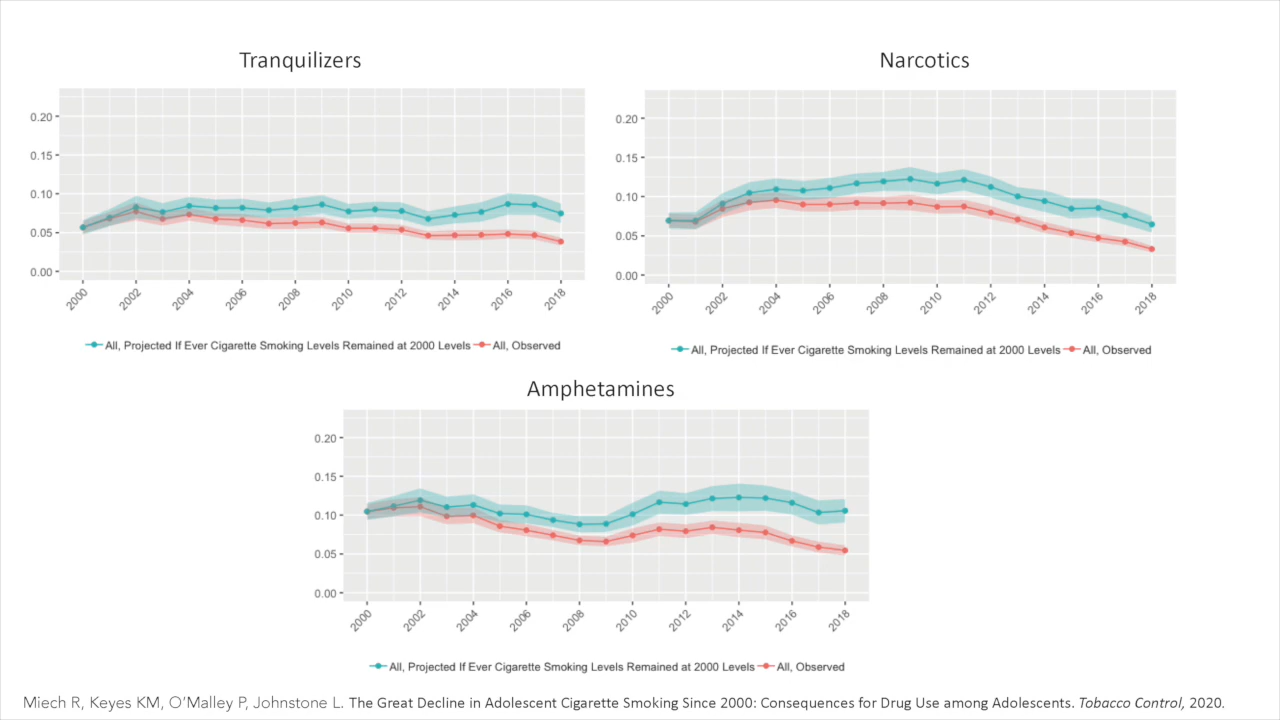 Tranquilizers
0.20
0.15
0.10
0.05
0.00
2000 2002 2004 2006 2008 2010 2012 2014 2016 2018
All, Projected If Ever Cigarette Smoking Levels Remained at 2000 Levels All, Observed
Narcotics
0.20
0.15
0.10
0.05
0.00
2000 2002 2004 2006 2008 2010 2012 2014 2016 2018
All, Projected If Ever Cigarette Smoking Levels Remained at 2000 Levels All, Observed
Amphetamines
0.20
0.15
0.10
0.05
0.00
2000 2002 2004 2006 2008 2010 2012 2014 2016 2018
All, Projected If Ever Cigarette Smoking Levels Remained at 2000 Levels All, Observed
Miech R, Keyes KM, O’Malley P, Johnstone L. The Great Decline in Adolescent Cigarette Smoking Since 2000: Consequences for Drug Use among Adolescents. Tobacco Control, 2020.